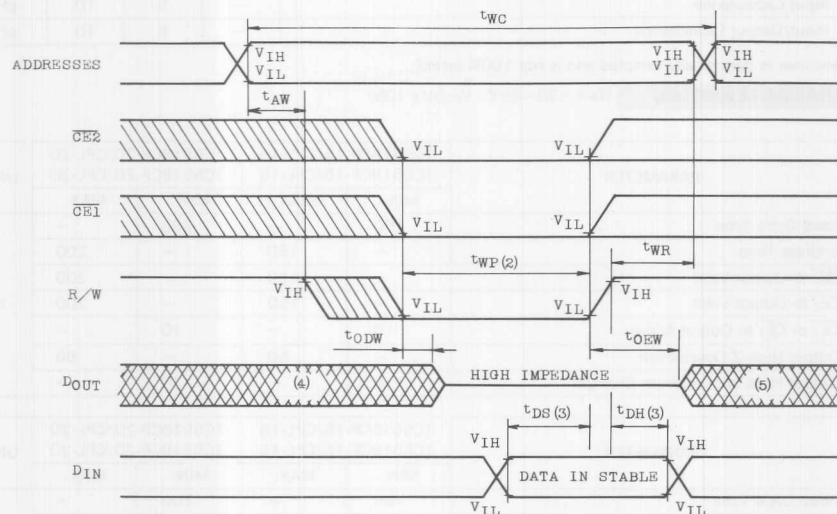 tWC
ADDRESSES
VIH VIH VIH
VIL VIL VIL
tAW
CE2 VIL VIL
CE1 VIL VIL
tWP(2) tWR
R/W VIH VIL VIL VIH
tODW tOEW
DOUT (4) HIGH IMPEDANCE (5)
tDS(3) tDH(3)
VIH VIH
DIN DATA IN STABLE
VIL VIL